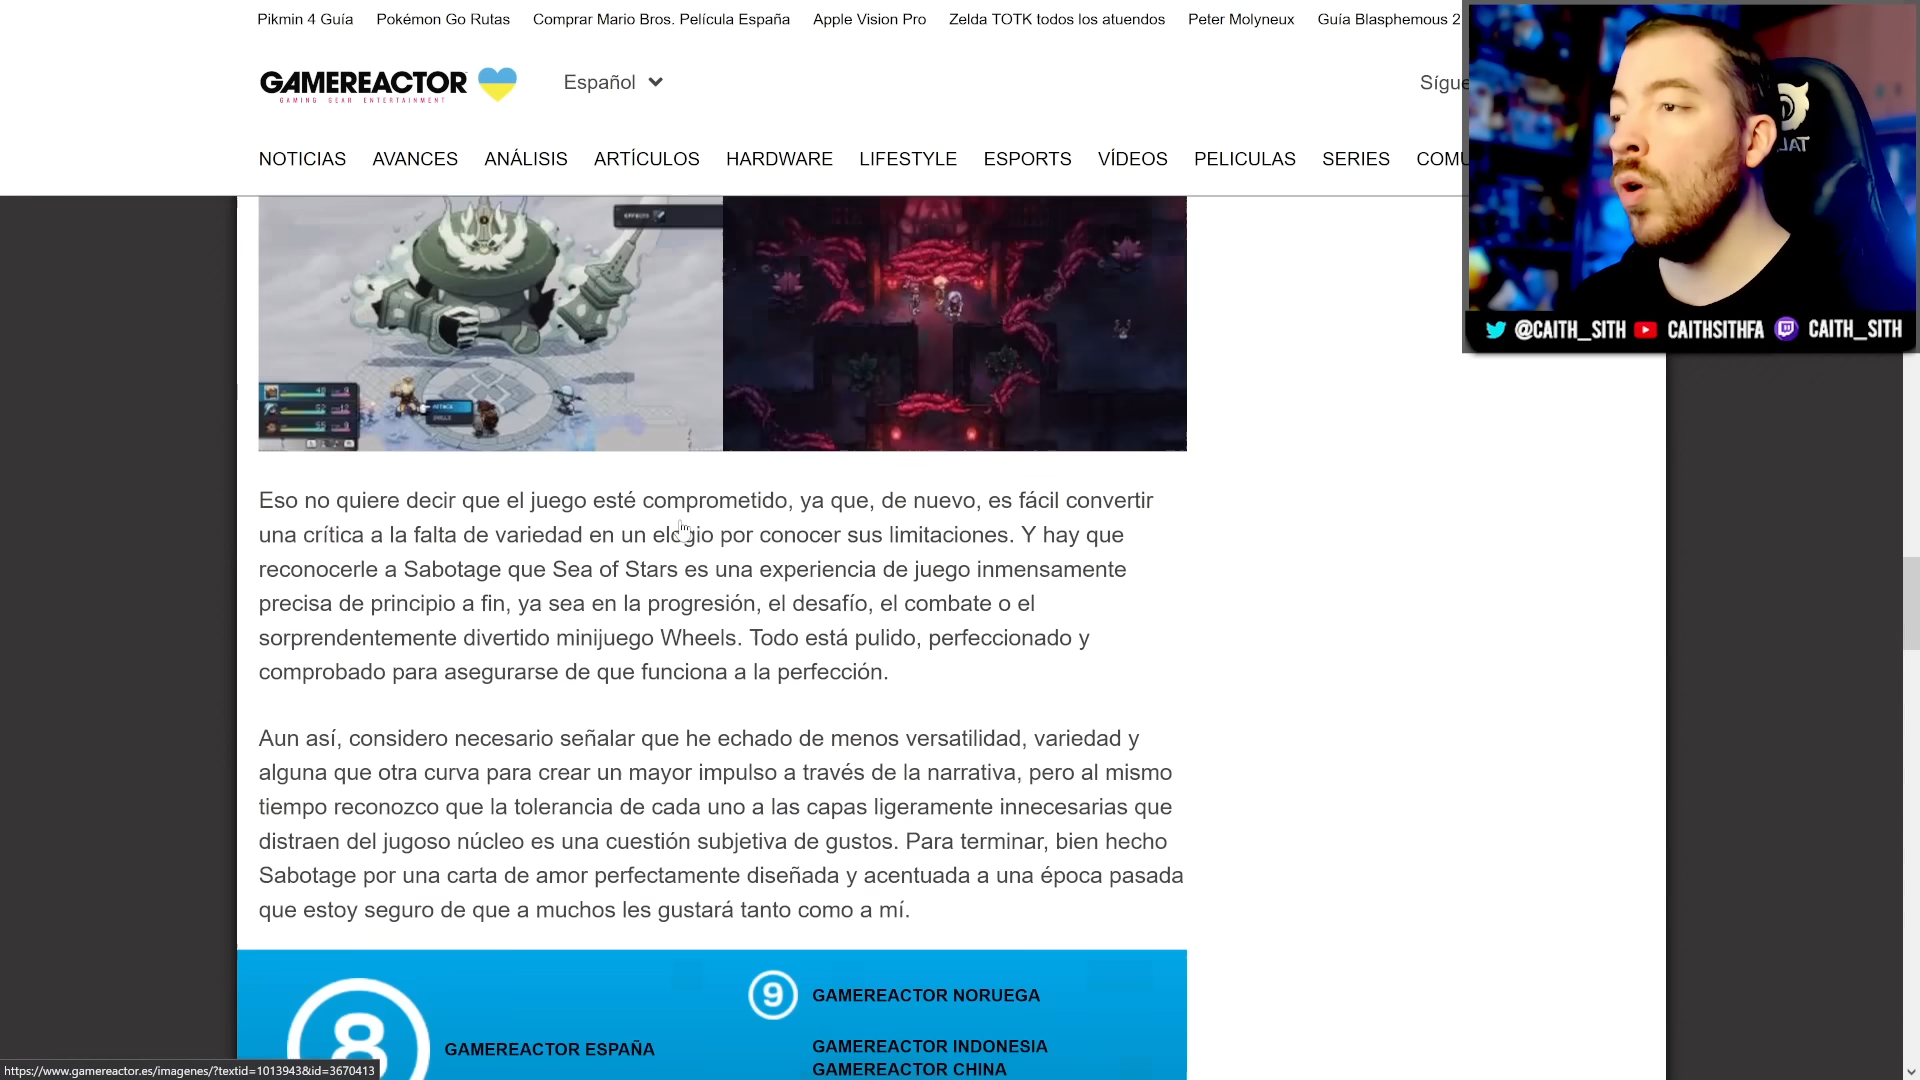 Pikmin 4 Guía Pokémon Go Rutas Comprar Mario Bros. Película España Apple Vision Pro Zelda TOTK todos los atuendos Peter Molyneux Guía Blasphemous 2
GAMEREACTOR
GAMING GEAR ENTERTAINMENT
Español
Sígue
NOTICIAS AVANCES ANÁLISIS ARTÍCULOS HARDWARE LIFESTYLE ESPORTS VÍDEOS PELICULAS SERIES COMU
@CAITH_SITH CAITHSITHFA CAITH_SITH
EFFECTS
ATTACK
SKILLS
Eso no quiere decir que el juego esté comprometido, ya que, de nuevo, es fácil convertir
una crítica a la falta de variedad en un elogio por conocer sus limitaciones. Y hay que
reconocerle a Sabotage que Sea of Stars es una experiencia de juego inmensamente
precisa de principio a fin, ya sea en la progresión, el desafío, el combate o el
sorprendentemente divertido minijuego Wheels. Todo está pulido, perfeccionado y
comprobado para asegurarse de que funciona a la perfección.
Aun así, considero necesario señalar que he echado de menos versatilidad, variedad y
alguna que otra curva para crear un mayor impulso a través de la narrativa, pero al mismo
tiempo reconozco que la tolerancia de cada uno a las capas ligeramente innecesarias que
distraen del jugoso núcleo es una cuestión subjetiva de gustos. Para terminar, bien hecho
Sabotage por una carta de amor perfectamente diseñada y acentuada a una época pasada
que estoy seguro de que a muchos les gustará tanto como a mí.
8 GAMEREACTOR ESPAÑA
9 GAMEREACTOR NORUEGA
GAMEREACTOR INDONESIA
GAMEREACTOR CHINA
https://www.gamereactor.es/imagenes/?textid=1013943&id=3670413